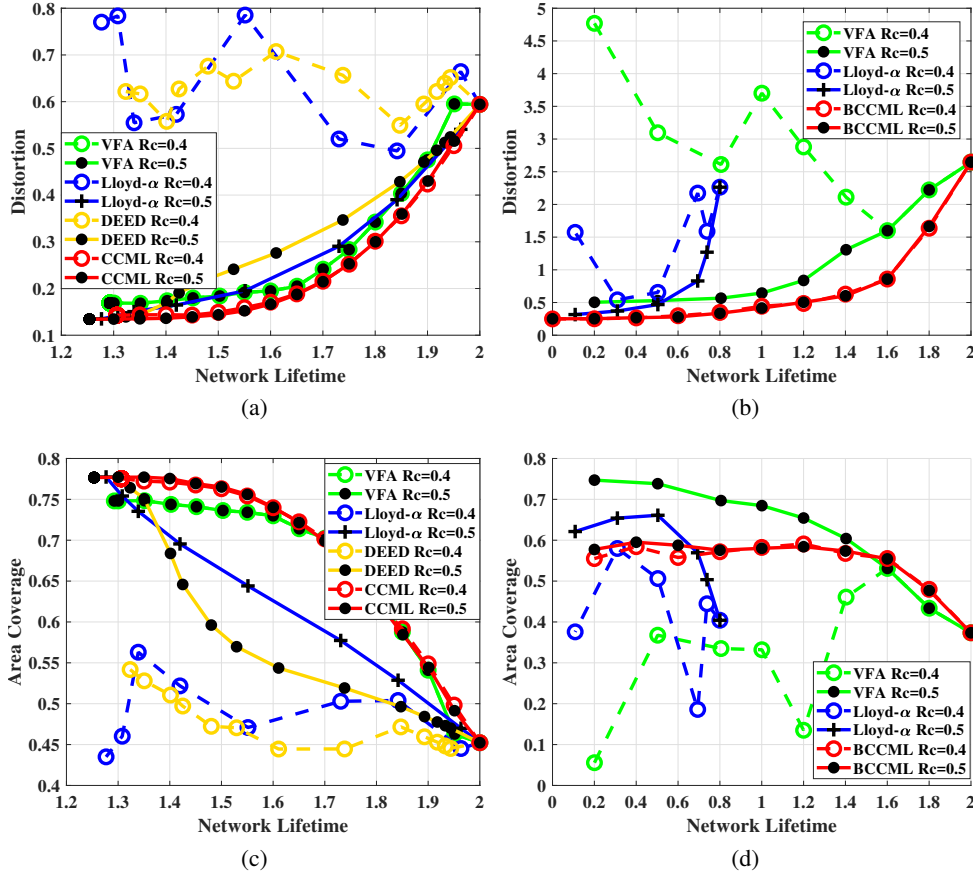 0.8
0.7
0.6
0.5
0.4
0.3
0.2
0.1
Distortion
VFA Rc=0.4
VFA Rc=0.5
Lloyd-α Rc=0.4
Lloyd-α Rc=0.5
DEED Rc=0.4
DEED Rc=0.5
CCML Rc=0.4
CCML Rc=0.5
1.2 1.3 1.4 1.5 1.6 1.7 1.8 1.9 2
Network Lifetime
(a)
5
4.5
4
3.5
3
2.5
2
1.5
1
0.5
0
Distortion
VFA Rc=0.4
VFA Rc=0.5
Lloyd-α Rc=0.4
Lloyd-α Rc=0.5
BCCML Rc=0.4
BCCML Rc=0.5
0 0.2 0.4 0.6 0.8 1 1.2 1.4 1.6 1.8 2
Network Lifetime
(b)
0.8
0.75
0.7
0.65
0.6
0.55
0.5
0.45
0.4
Area Coverage
VFA Rc=0.4
VFA Rc=0.5
Lloyd-α Rc=0.4
Lloyd-α Rc=0.5
DEED Rc=0.4
DEED Rc=0.5
CCML Rc=0.4
CCML Rc=0.5
1.2 1.3 1.4 1.5 1.6 1.7 1.8 1.9 2
Network Lifetime
(c)
0.8
0.7
0.6
0.5
0.4
0.3
0.2
0.1
0
Area Coverage
VFA Rc=0.4
VFA Rc=0.5
Lloyd-α Rc=0.4
Lloyd-α Rc=0.5
BCCML Rc=0.4
BCCML Rc=0.5
0 0.2 0.4 0.6 0.8 1 1.2 1.4 1.6 1.8 2
Network Lifetime
(d)